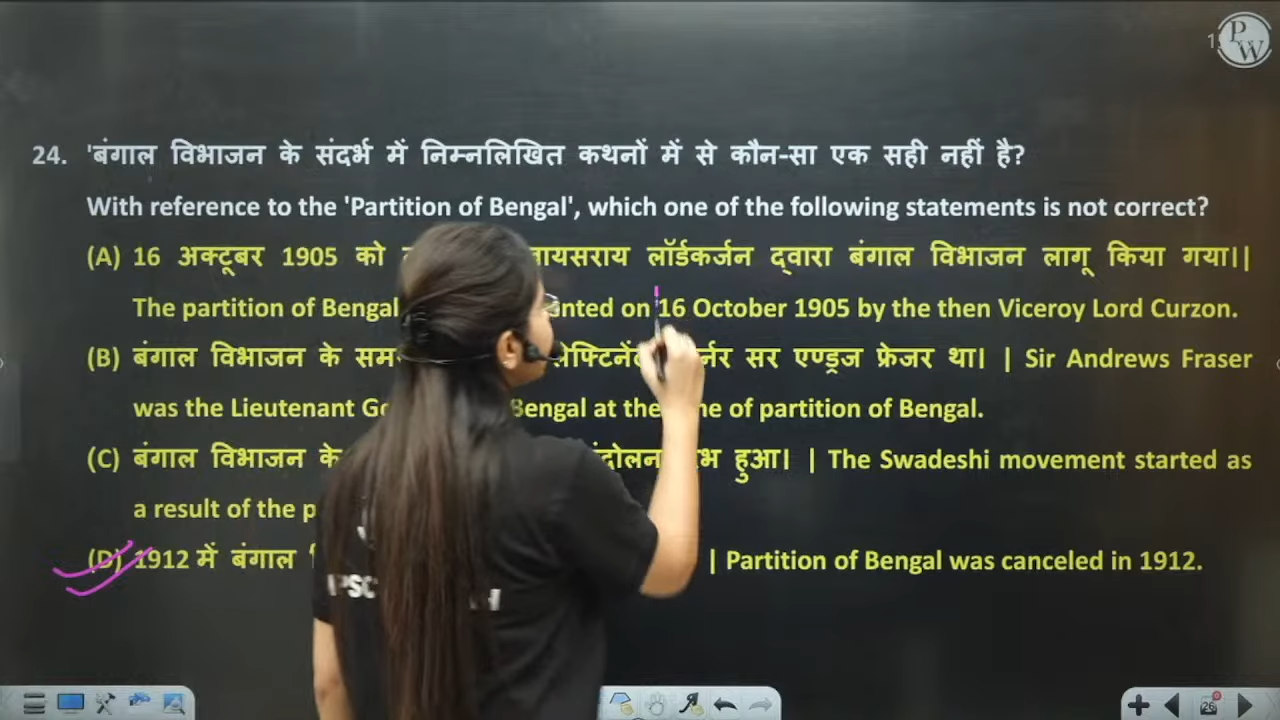 PW
24. 'बंगाल विभाजन के संदर्भ में निम्नलिखित कथनों में से कौन-सा एक सही नहीं है?
With reference to the 'Partition of Bengal', which one of the following statements is not correct?
(A) 16 अक्टूबर 1905 को लॉर्डकर्जन द्वारा बंगाल विभाजन लागू किया गया।|
The partition of Bengal on 16 October 1905 by the then Viceroy Lord Curzon.
(B) बंगाल विभाजन के सर एण्ड्रज फ्रेजर था। | Sir Andrews Fraser
was the Lieutenant Bengal at the of partition of Bengal.
(C) बंगाल विभाजन के हुआ। | The Swadeshi movement started as
a result of the
(D) 1912 में बंगाल | Partition of Bengal was canceled in 1912.
26